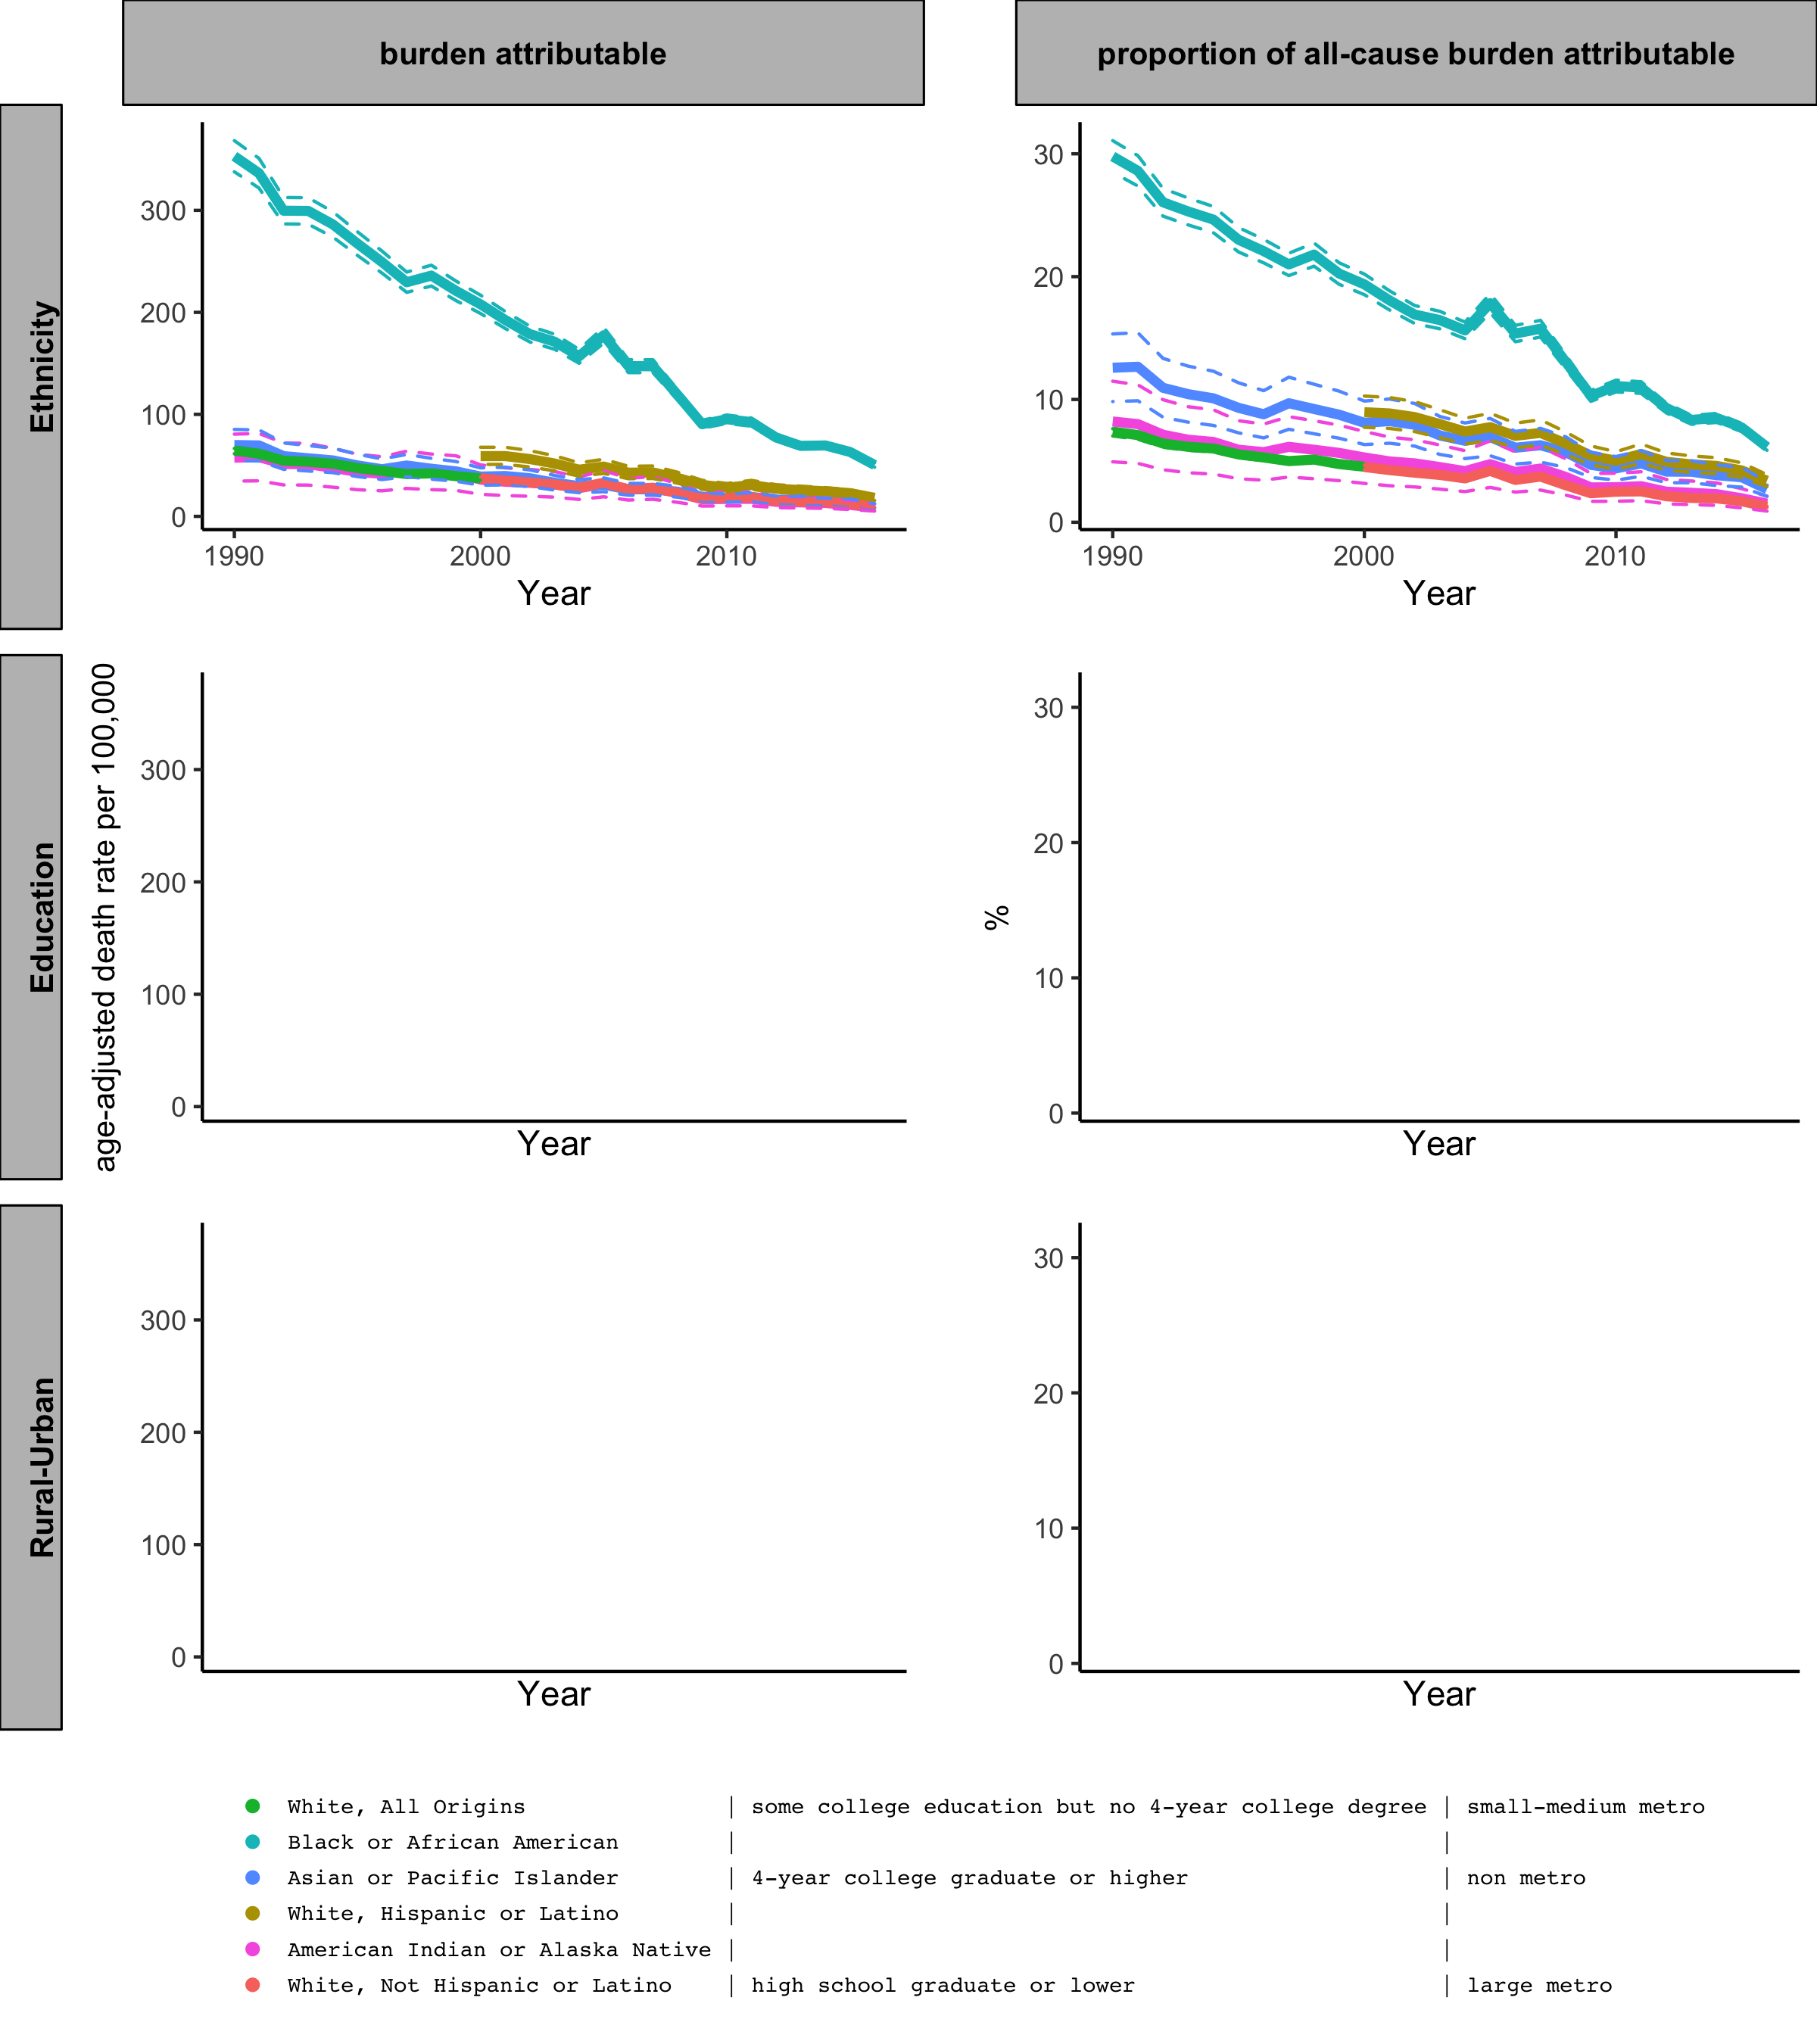 burden attributable
proportion of all-cause burden attributable
Ethnicity
300
200
100
0
1990 2000 2010
Year
30
20
10
0
1990 2000 2010
Year
Education
age-adjusted death rate per 100,000
300
200
100
0
Year
%
30
20
10
0
Year
Rural-Urban
300
200
100
0
Year
30
20
10
0
Year
White, All Origins | some college education but no 4-year college degree | small-medium metro
Black or African American | |
Asian or Pacific Islander | 4-year college graduate or higher | non metro
White, Hispanic or Latino | |
American Indian or Alaska Native | |
White, Not Hispanic or Latino | high school graduate or lower | large metro